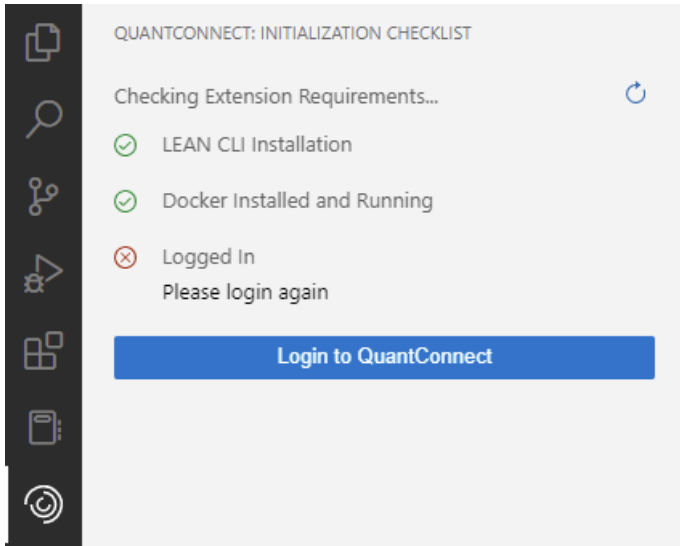 QUANTCONNECT: INITIALIZATION CHECKLIST
Checking Extension Requirements...
LEAN CLI Installation
Docker Installed and Running
Logged In
Please login again
Login to QuantConnect